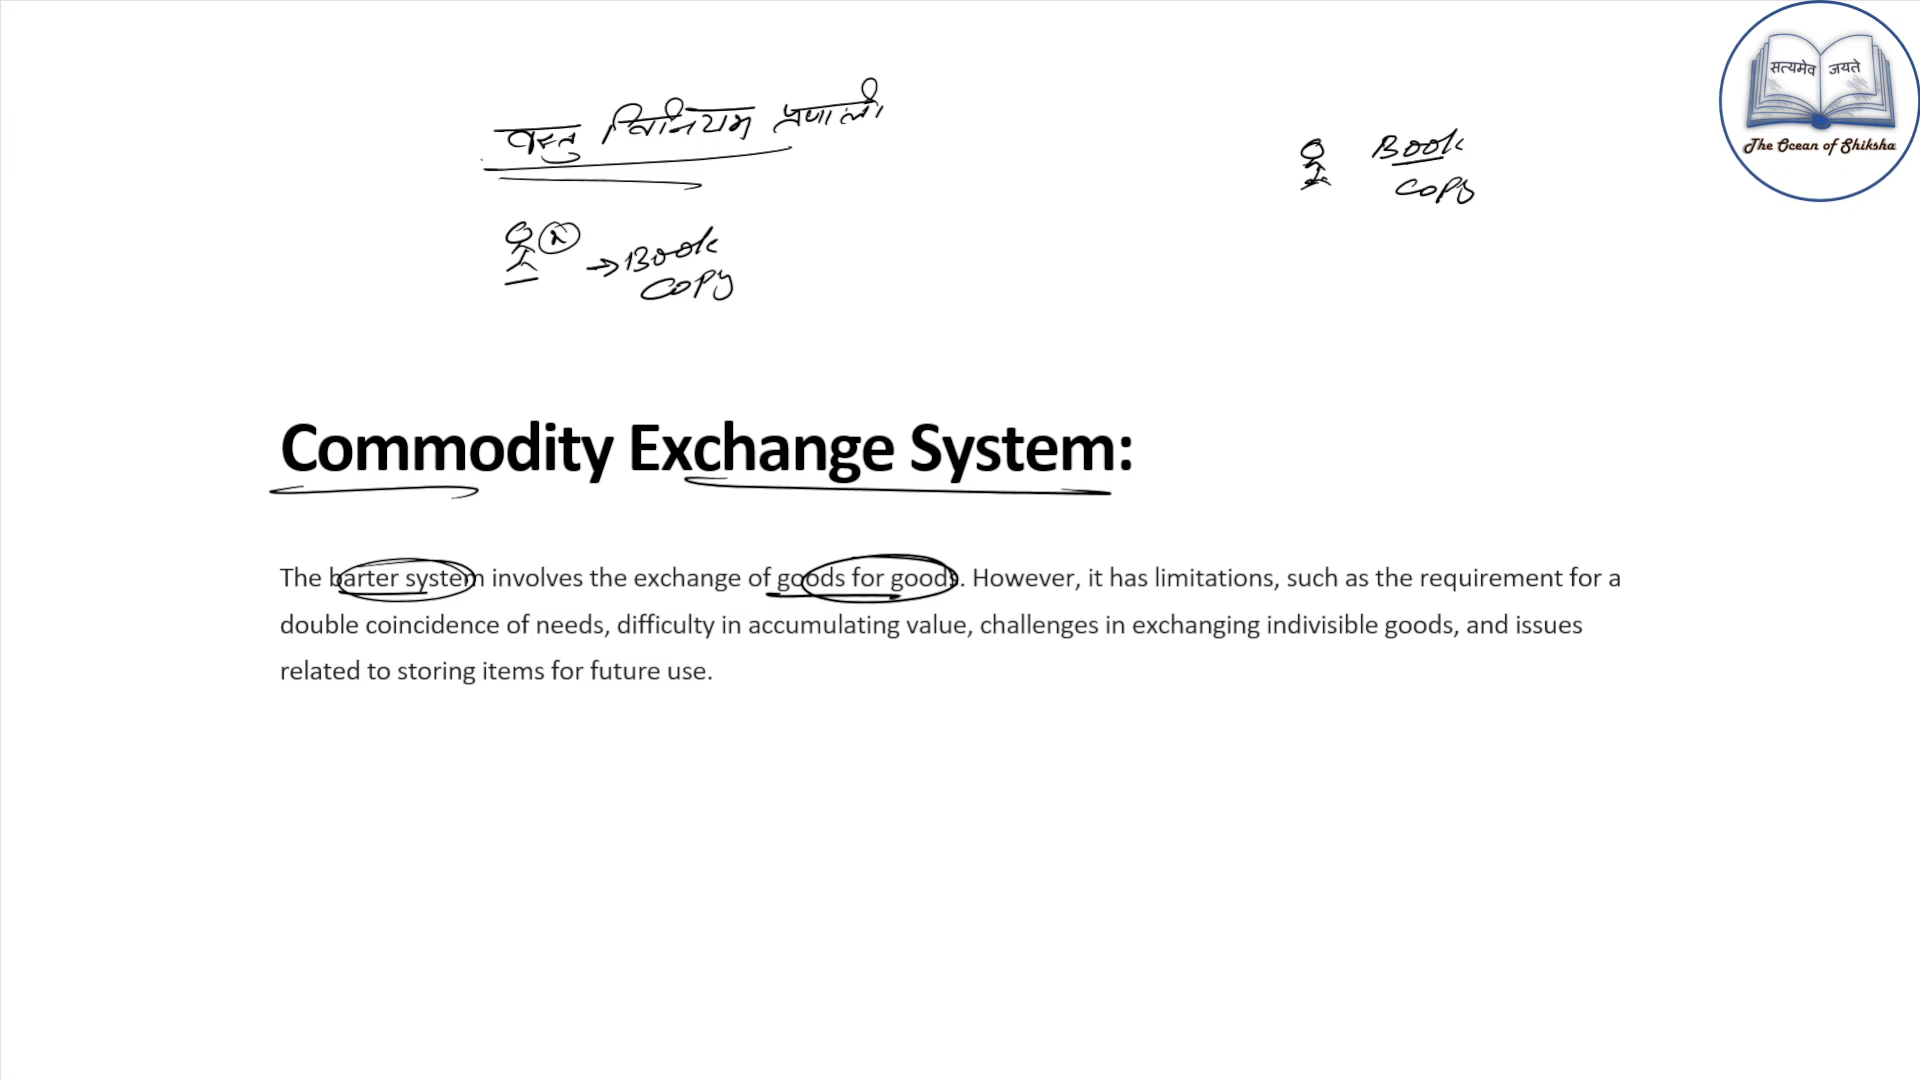 वस्तु विनियम प्रणाली
Book
Copy
x
→Book
Copy
सत्यमेव जयते
The Ocean of Shiksha
Commodity Exchange System:
The barter system involves the exchange of goods for goods. However, it has limitations, such as the requirement for a
double coincidence of needs, difficulty in accumulating value, challenges in exchanging indivisible goods, and issues
related to storing items for future use.